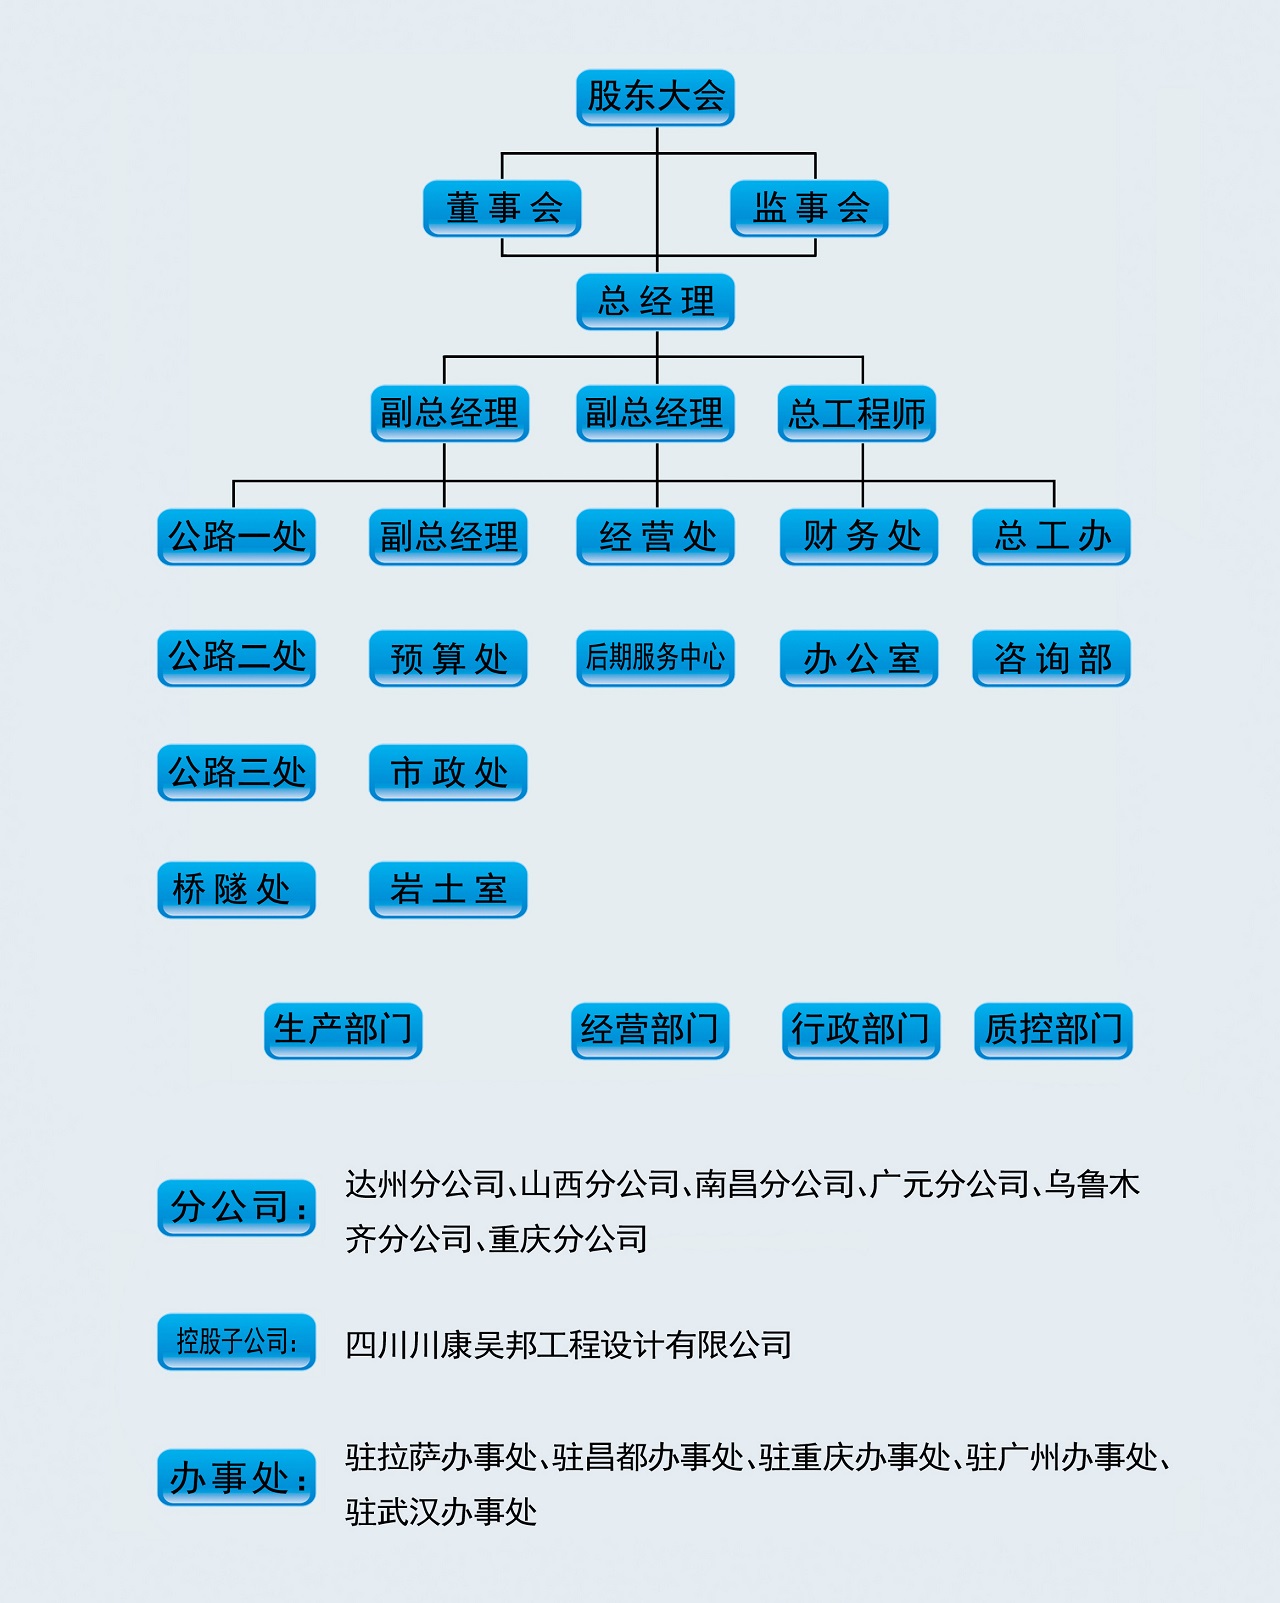 股东大会
董事会
监事会
总经理
副总经理
副总经理
总工程师
公路一处
副总经理
经营处
财务处
总工办
公路二处
预算处
后期服务中心
办公室
咨询部
公路三处
市政处
桥隧处
岩土室
生产部门
经营部门
行政部门
质控部门
分公司：
达州分公司、山西分公司、南昌分公司、广元分公司、乌鲁木
齐分公司、重庆分公司
控股子公司：
四川川康吴邦工程设计有限公司
办事处：
驻拉萨办事处、驻昌都办事处、驻重庆办事处、驻广州办事处、
驻武汉办事处